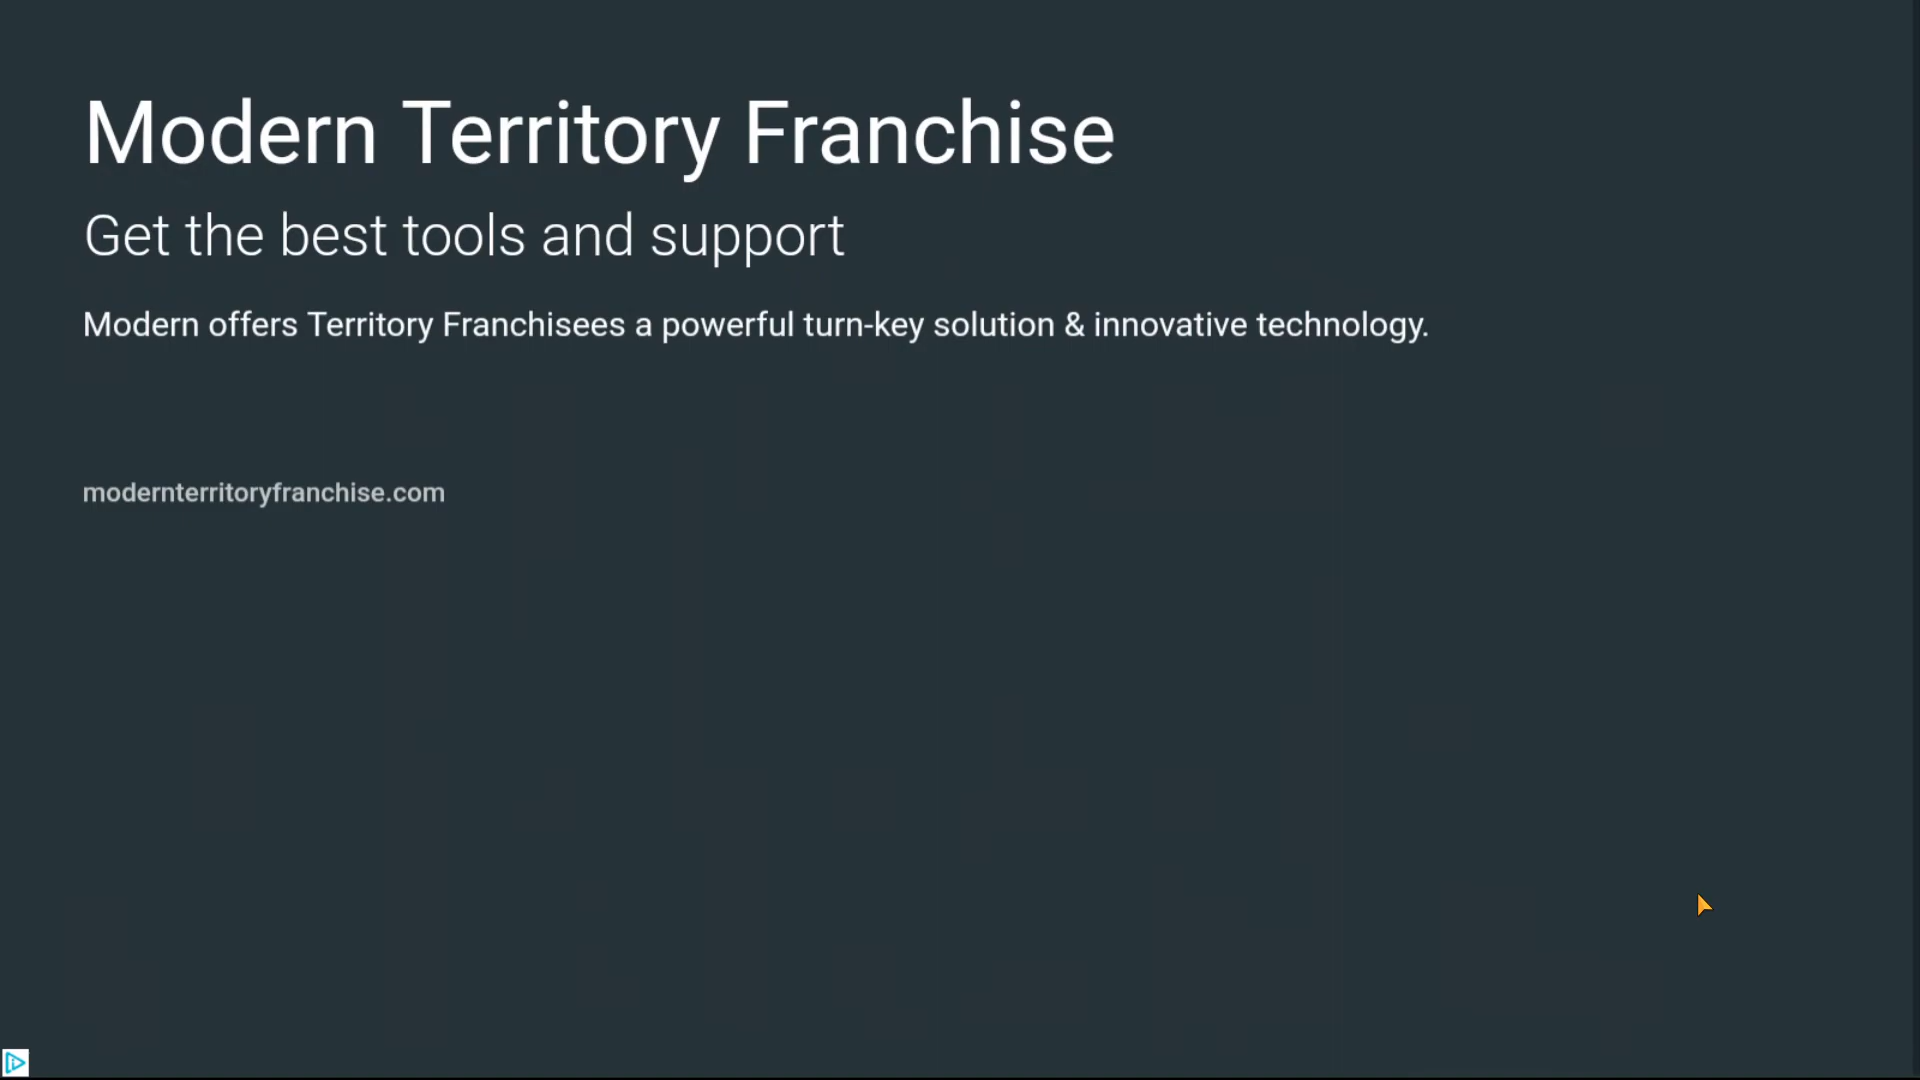 Modern Territory Franchise
Get the best tools and support
Modern offers Territory Franchisees a powerful turn-key solution & innovative technology.
modernterritoryfranchise.com